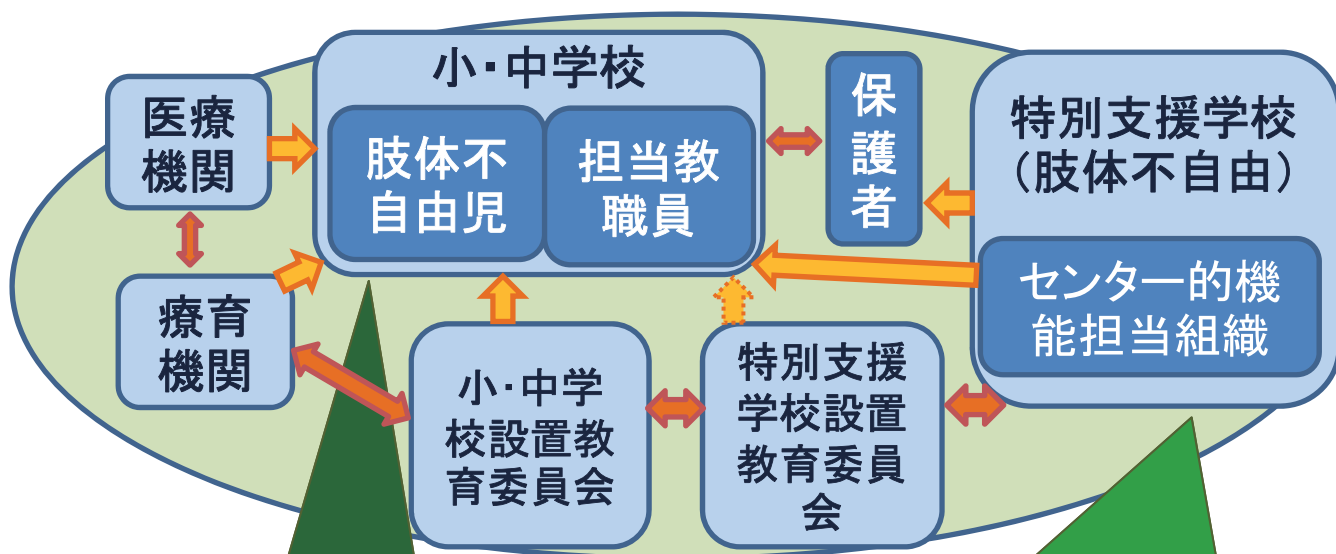 小・中学校
肢体不
自由児
担当教
職員
保
護
者
特別支援学校
（肢体不自由）
センター的機
能担当組織
医療
機関
療育
機関
小・中学
校設置教
育委員会
特別支援
学校設置
教育委員
会